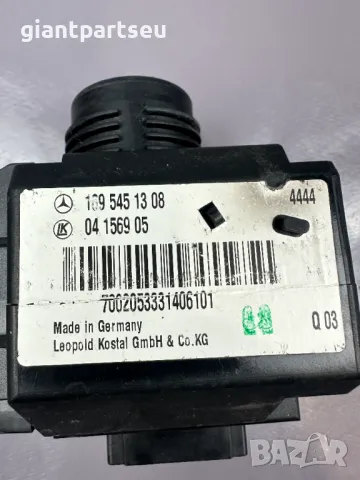 giantpartseu
169 545 13 08
4444
LK 04 1569 05
7002053331406101
Made in Germany
Leopold Kostal GmbH & Co.KG
Q 03
BAZAR